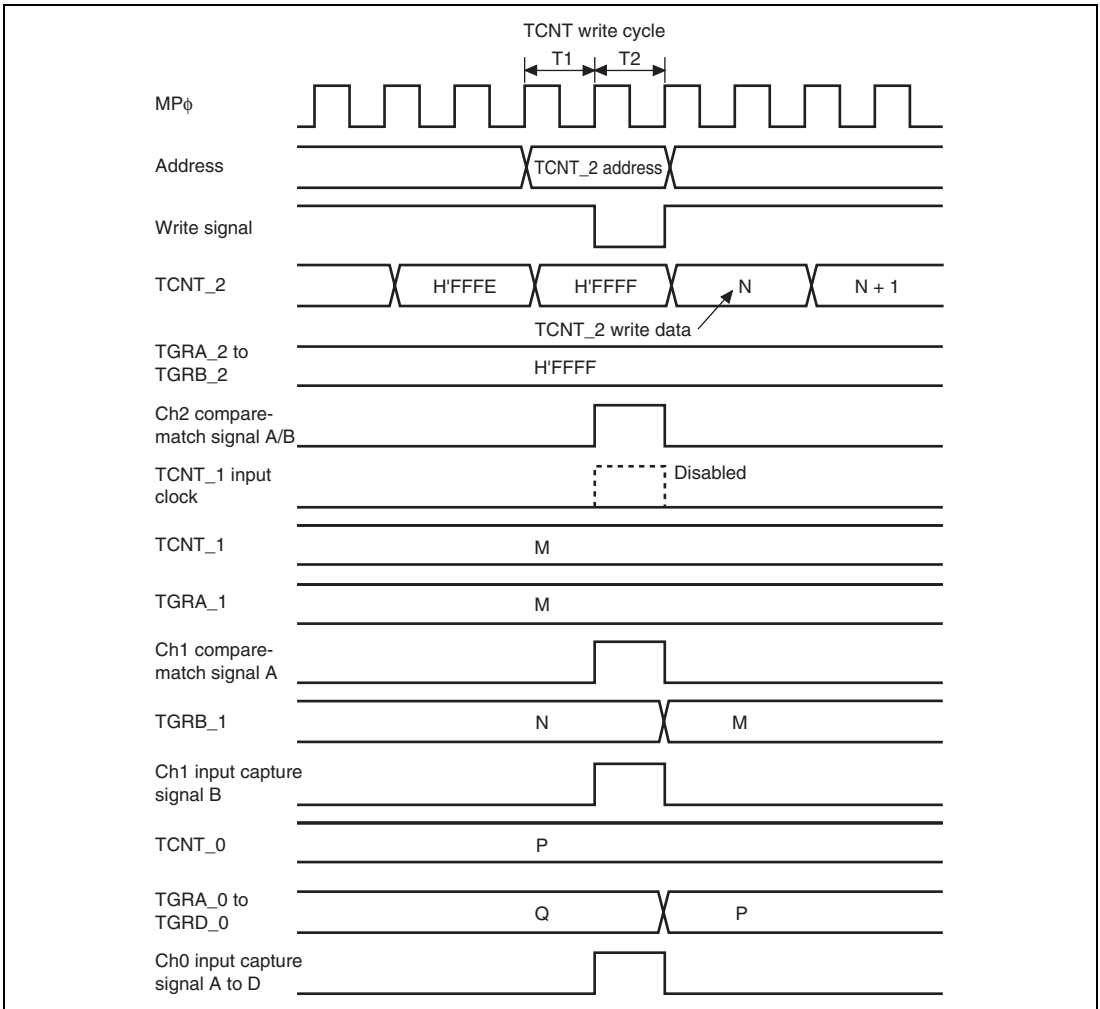 TCNT write cycle
T1 T2
MPϕ
Address
TCNT_2 address
Write signal
TCNT_2
H'FFFE
H'FFFF
N
N + 1
TCNT_2 write data
TGRA_2 to
TGRB_2
H'FFFF
Ch2 compare-
match signal A/B
TCNT_1 input
clock
Disabled
TCNT_1
M
TGRA_1
M
Ch1 compare-
match signal A
TGRB_1
N
M
Ch1 input capture
signal B
TCNT_0
P
TGRA_0 to
TGRD_0
Q
P
Ch0 input capture
signal A to D